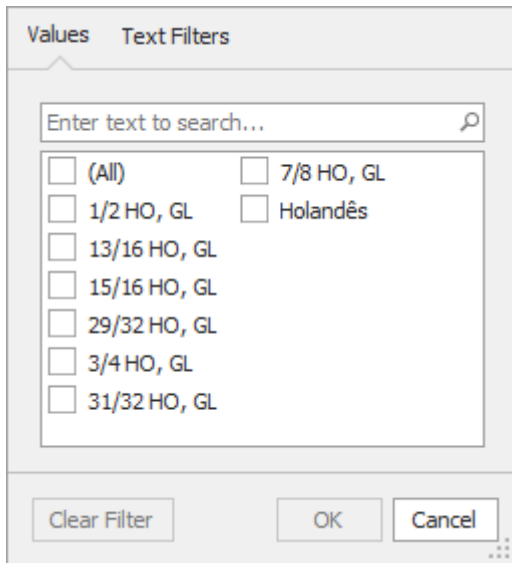 Values Text Filters
Enter text to search...
(All)
1/2 HO, GL
13/16 HO, GL
15/16 HO, GL
29/32 HO, GL
3/4 HO, GL
31/32 HO, GL
7/8 HO, GL
Holandês
Clear Filter OK Cancel